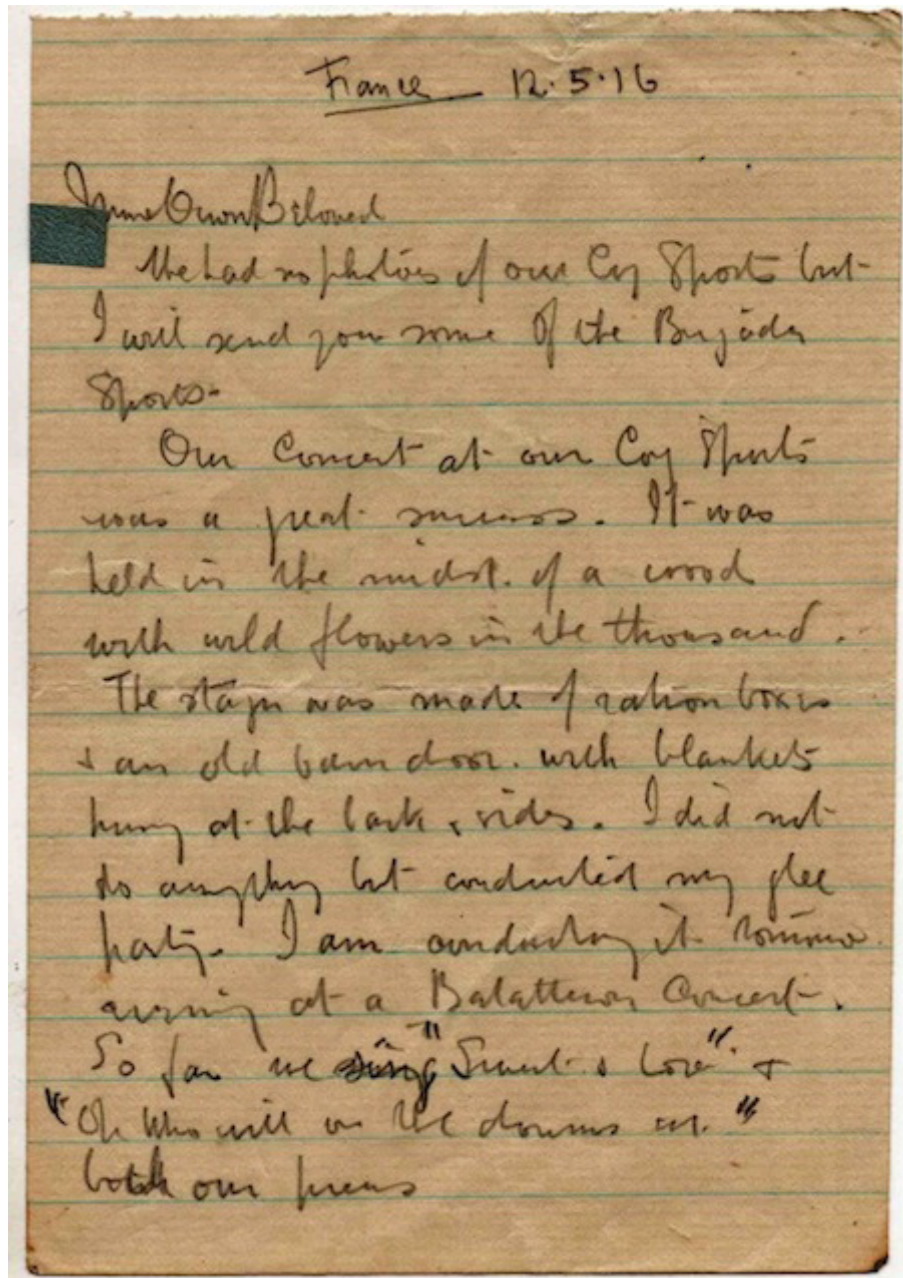 France 12.5.16
Mine Own Beloved
We had no photos of our Coy Sports but
I will send you some of the Brigade
Sports.
Our Concert at our Coy Sports
was a great success. It was
held in the midst of a wood
with wild flowers in the thousand.
The stage was made of ration boxes
& an old barn door with blankets
hung at the back & sides. I did not
do anything but conducted my glee
party. I am conducting it tomorrow
evening at a Balattion Concert.
So far we sing "Sweet & Low" &
"Oh who will o'er the downs
both our